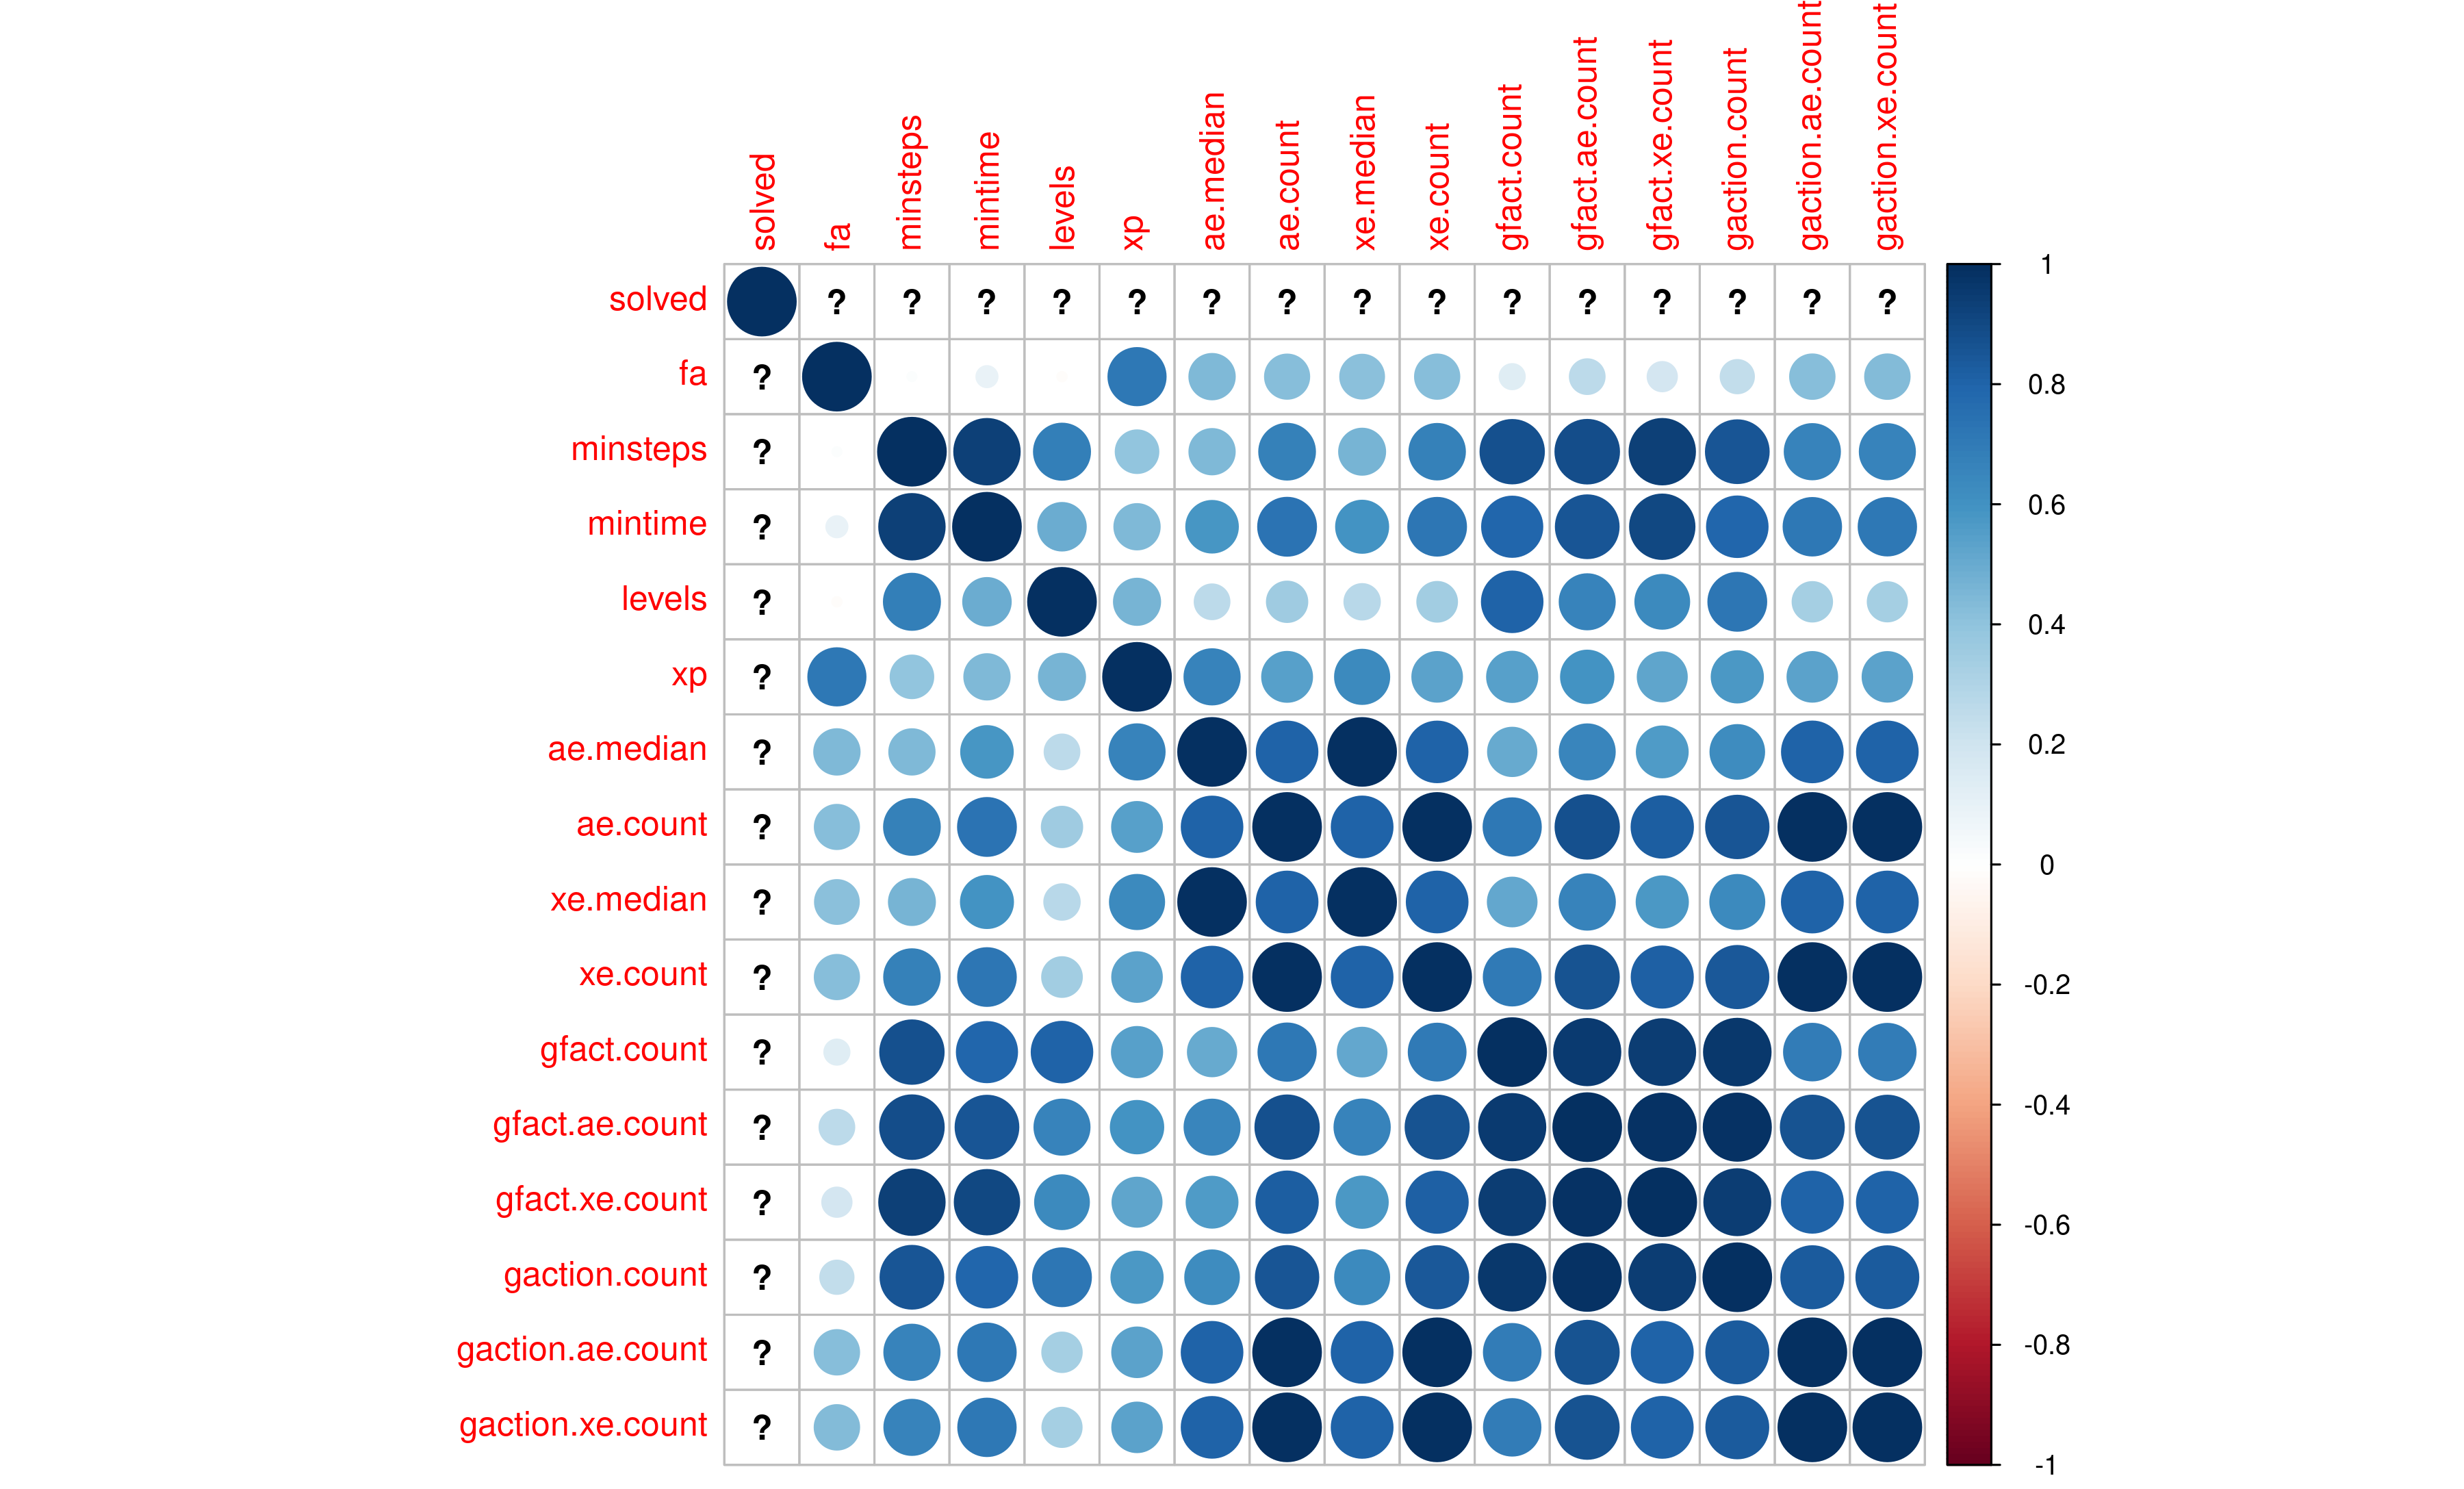 solved
fa
minsteps
mintime
levels
xp
ae.median
ae.count
xe.median
xe.count
gfact.count
gfact.ae.count
gfact.xe.count
gaction.count
gaction.ae.count
gaction.xe.count
solved ? ? ? ? ? ? ? ? ? ? ? ? ? ? ?
fa ?
minsteps ?
mintime ?
levels ?
xp ?
ae.median ?
ae.count ?
xe.median ?
xe.count ?
gfact.count ?
gfact.ae.count ?
gfact.xe.count ?
gaction.count ?
gaction.ae.count ?
gaction.xe.count ?
1
0.8
0.6
0.4
0.2
0
-0.2
-0.4
-0.6
-0.8
-1